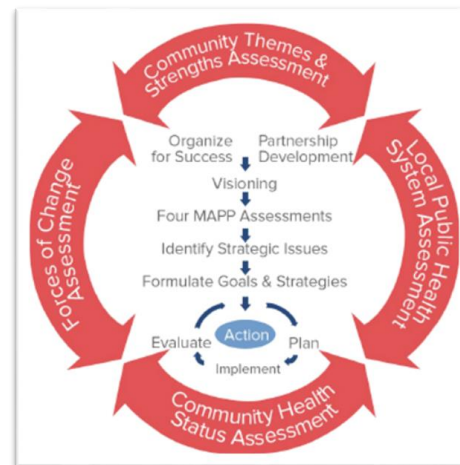 Community Themes &
Strengths Assessment
Organize
for Success
Partnership
Development
Visioning
Four MAPP Assessments
Identify Strategic Issues
Formulate Goals & Strategies
Action
Evaluate
Plan
Implement
Forces of Change
Assessment
Local Public Health
System Assessment
Community Health
Status Assessment